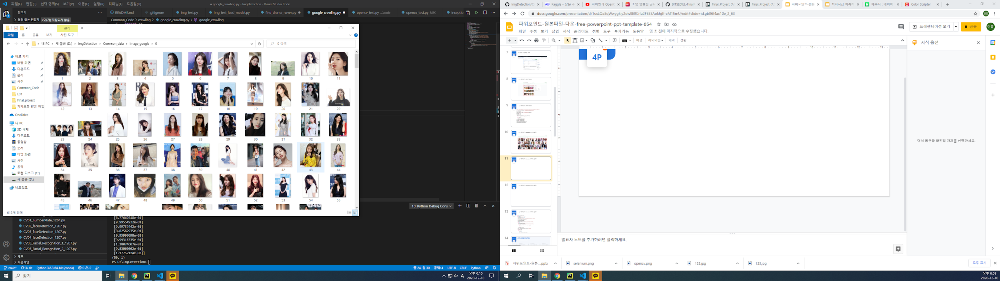 파일(F) 편집(E) 선택 영역(S) 보기(V) 이동(G) 실행(R) 터미널(T) 도움말(H)
● google_crawling.py - ImgDetection - Visual Studio Code
탐색기
README.md .gitignore img_test.py img_test_load_model.py find_drama_naver.py google_crawling.py opencv_test.py ...\code opencv_test.py MJK Inceptio
열려 있는 편집기 2이(가) 저장되지 않음
Common_Code > crawling > google_crawling.py > google_crawling
관리 0
파일 홈 공유 보기 사진 도구
내 PC > 새 볼륨 (D:) > ImgDetection > Common_data > image_google > 0
0 검색
바로 가기
바탕 화면
다운로드
문서
사진
Common_Code
E01
Final_project
카카오톡 받은 파일
OneDrive
내 PC
3D 개체
다운로드
동영상
문서
바탕 화면
사진
음악
로컬 디스크 (C:)
새 볼륨 (D:)
네트워크
1 2 3 4 5 6 7 8 9 10 11
12 13 14 15 16 17 18 19 20 21 22
23 24 25 26 27 28 29 30 31 32 33
34 35 36 37 38 39 40 41 42 43 44
45 46 47 48 49 50 51 52 53 54 55
613개 항목
CV01_numberPlate_1204.py
CV02_faceDetection_1207.py
CV03_faceDetection_1207.py
CV04_faceDetection_1207.py
CV05_Facial_Recognition_1_1207.py
CV05_Facial_Recognition_2_1207.py
개요
타임라인
10: Python Debug Cons
[6.77667618e-01]
[9.99554932e-01]
[9.99737442e-01]
[8.82562935e-01]
[9.95990098e-01]
[9.99316335e-01]
[1.28074607e-03]
[9.83060062e-01]
[1.17752124e-02]]
(50, 1)
PS D:\ImgDetection>
main* 3↓ 0↑ Python 3.8.3 64-bit (conda) 0 0
줄 24, 열 30 공백: 4 UTF-8 CRLF Python
찾기
오후 6:10
2020-12-10
ImgDetection/C Kaggle - 남은 주 파이썬과 OpenC 조땡 템플릿 공유 BITSEOUL-FinalP Final_Project (A Final_Project (A 파워포인트-원본 최저시급 예측하 배수지 : 네이버 Color Scripter
docs.google.com/presentation/d/1usLQa8qWwygkiy2dw9E9CrIu2FE83AokhjJf-cM15mU/edit#slide=id.gb06f4ac10e_2_63
파워포인트-원본파일-다운-free-powerpoint-ppt-template-854
파일 수정 보기 삽입 서식 슬라이드 정렬 도구 부가기능 도움말 몇 초 전에 마지막으로 수정했습니다.
프레젠테이션 보기
공유
민종
배경 레이아웃 테마 전환
서식 옵션
형식 옵션을 확인할 개체를 선택하세요.
4P
7
8
9
10
11
12
13
14
PPT PRESENTATION
발표자 노트를 추가하려면 클릭하세요.
파워포인트-원본....pptx selenium.png opencv.png 123.jpg 123.jpg
모두 표시
오후 6:09
2020-12-10